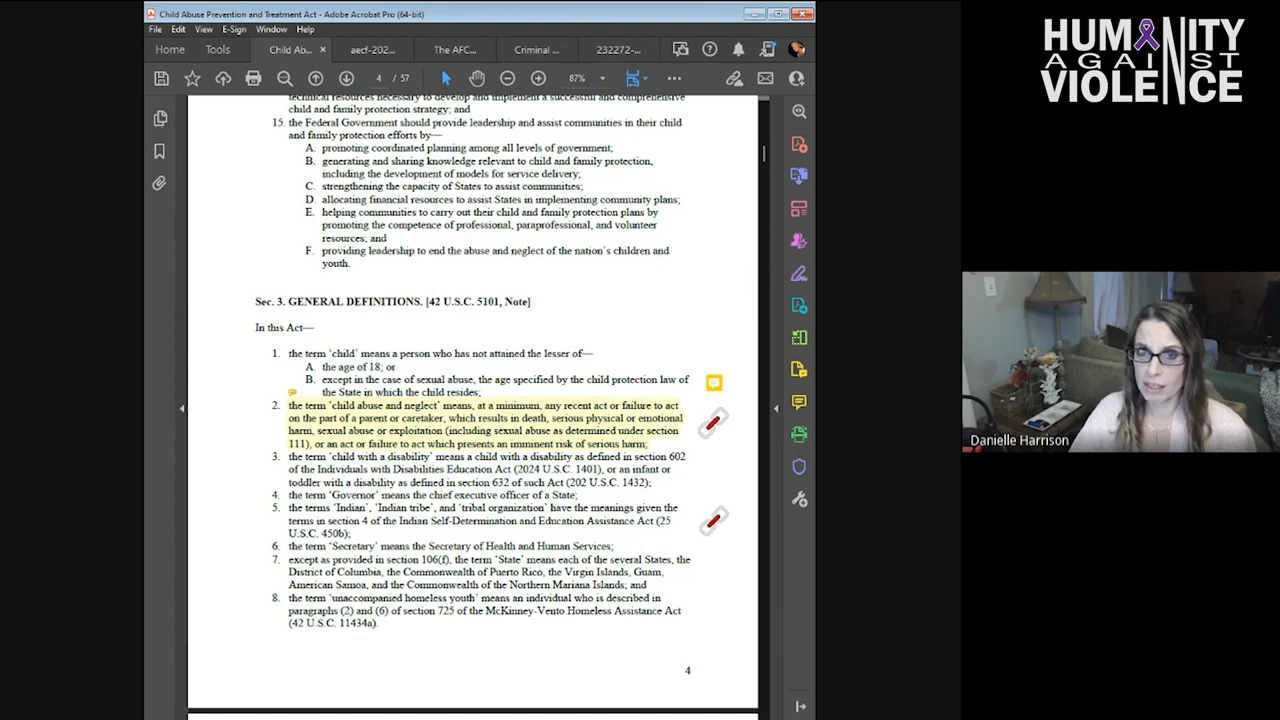 Child Abuse Prevention and Treatment Act - Adobe Acrobat Pro (64-bit)
File Edit View E-Sign Window Help
Home Tools Child Ab... × aecf-202... The AFC... Criminal ... 232272-...
4 / 57 87%
technical resources necessary to develop and implement a successful and comprehensive
child and family protection strategy; and
15. the Federal Government should provide leadership and assist communities in their child
and family protection efforts by—
A. promoting coordinated planning among all levels of government;
B. generating and sharing knowledge relevant to child and family protection,
including the development of models for service delivery;
C. strengthening the capacity of States to assist communities;
D. allocating financial resources to assist States in implementing community plans;
E. helping communities to carry out their child and family protection plans by
promoting the competence of professional, paraprofessional, and volunteer
resources; and
F. providing leadership to end the abuse and neglect of the nation's children and
youth.
Sec. 3. GENERAL DEFINITIONS. [42 U.S.C. 5101, Note]
In this Act—
1. the term 'child' means a person who has not attained the lesser of—
A. the age of 18; or
B. except in the case of sexual abuse, the age specified by the child protection law of
the State in which the child resides;
2. the term 'child abuse and neglect' means, at a minimum, any recent act or failure to act
on the part of a parent or caretaker, which results in death, serious physical or emotional
harm, sexual abuse or exploitation (including sexual abuse as determined under section
111), or an act or failure to act which presents an imminent risk of serious harm;
3. the term 'child with a disability' means a child with a disability as defined in section 602
of the Individuals with Disabilities Education Act (2024 U.S.C. 1401), or an infant or
toddler with a disability as defined in section 632 of such Act (202 U.S.C. 1432);
4. the term 'Governor' means the chief executive officer of a State;
5. the terms 'Indian', 'Indian tribe', and 'tribal organization' have the meanings given the
terms in section 4 of the Indian Self-Determination and Education Assistance Act (25
U.S.C. 450b);
6. the term 'Secretary' means the Secretary of Health and Human Services;
7. except as provided in section 106(f), the term 'State' means each of the several States, the
District of Columbia, the Commonwealth of Puerto Rico, the Virgin Islands, Guam,
American Samoa, and the Commonwealth of the Northern Mariana Islands; and
8. the term 'unaccompanied homeless youth' means an individual who is described in
paragraphs (2) and (6) of section 725 of the McKinney-Vento Homeless Assistance Act
(42 U.S.C. 11434a).
4
HUMANITY
AGAINST
VIOLENCE
Danielle Harrison